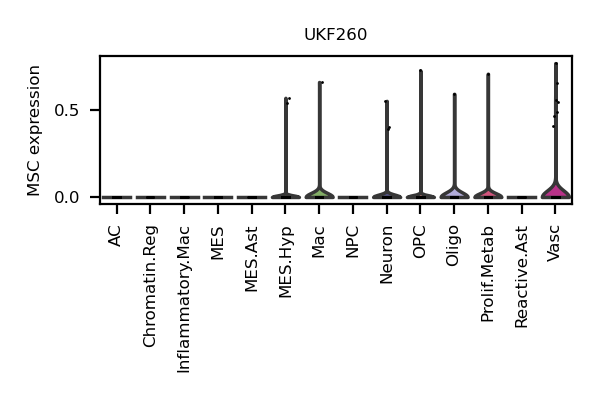 UKF260
MSC expression
0.5
0.0
AC
Chromatin.Reg
Inflammatory.Mac
MES
MES.Ast
MES.Hyp
Mac
NPC
Neuron
OPC
Oligo
Prolif.Metab
Reactive.Ast
Vasc